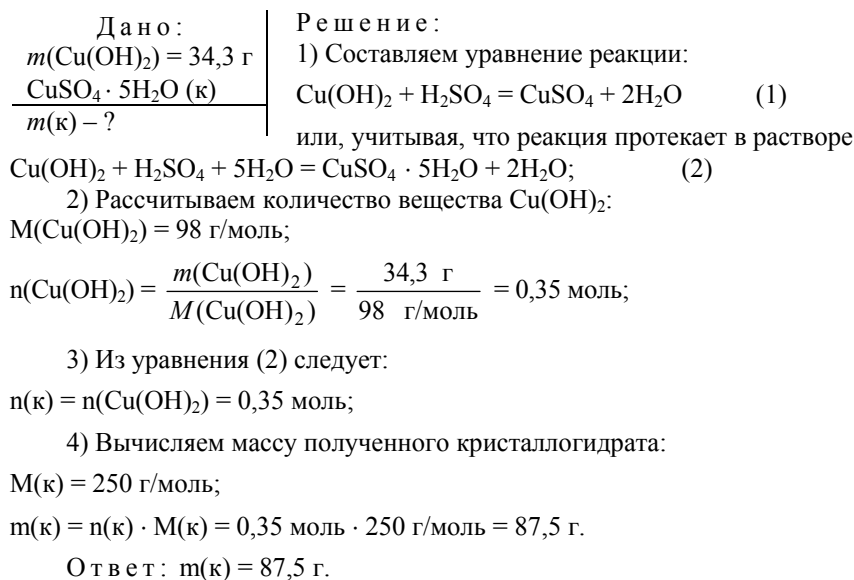 Дано:
m(Cu(OH)₂) = 34,3 г
CuSO₄ · 5H₂O (к)
m(к) – ?
Решение:
1) Составляем уравнение реакции:
Cu(OH)₂ + H₂SO₄ = CuSO₄ + 2H₂O (1)
или, учитывая, что реакция протекает в растворе
Cu(OH)₂ + H₂SO₄ + 5H₂O = CuSO₄ · 5H₂O + 2H₂O; (2)
2) Рассчитываем количество вещества Cu(OH)₂:
M(Cu(OH)₂) = 98 г/моль;
n(Cu(OH)₂) = m(Cu(OH)₂) / M(Cu(OH)₂) = 34,3 г / 98 г/моль = 0,35 моль;
3) Из уравнения (2) следует:
n(к) = n(Cu(OH)₂) = 0,35 моль;
4) Вычисляем массу полученного кристаллогидрата:
M(к) = 250 г/моль;
m(к) = n(к) · M(к) = 0,35 моль · 250 г/моль = 87,5 г.
Ответ: m(к) = 87,5 г.